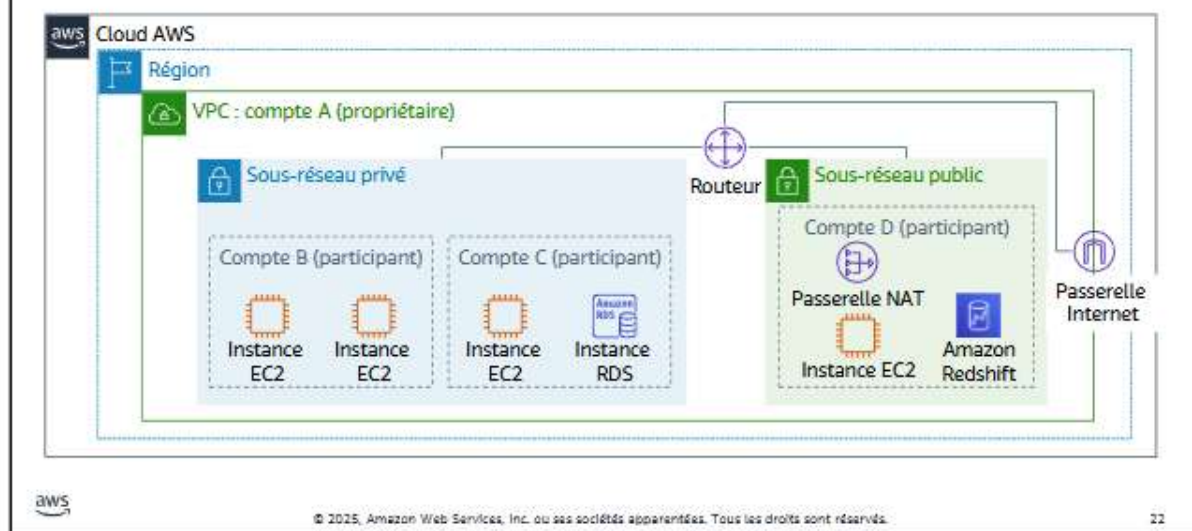 aws
Cloud AWS
Région
VPC : compte A (propriétaire)
Sous-réseau privé
Routeur
Sous-réseau public
Compte B (participant)
Instance
EC2
Instance
EC2
Compte C (participant)
Instance
EC2
Amazon
RDS
Instance
RDS
Compte D (participant)
Passerelle NAT
Instance EC2
Amazon
Redshift
Passerelle
Internet
aws
© 2025, Amazon Web Services, Inc. ou ses sociétés apparentées. Tous les droits sont réservés.
22